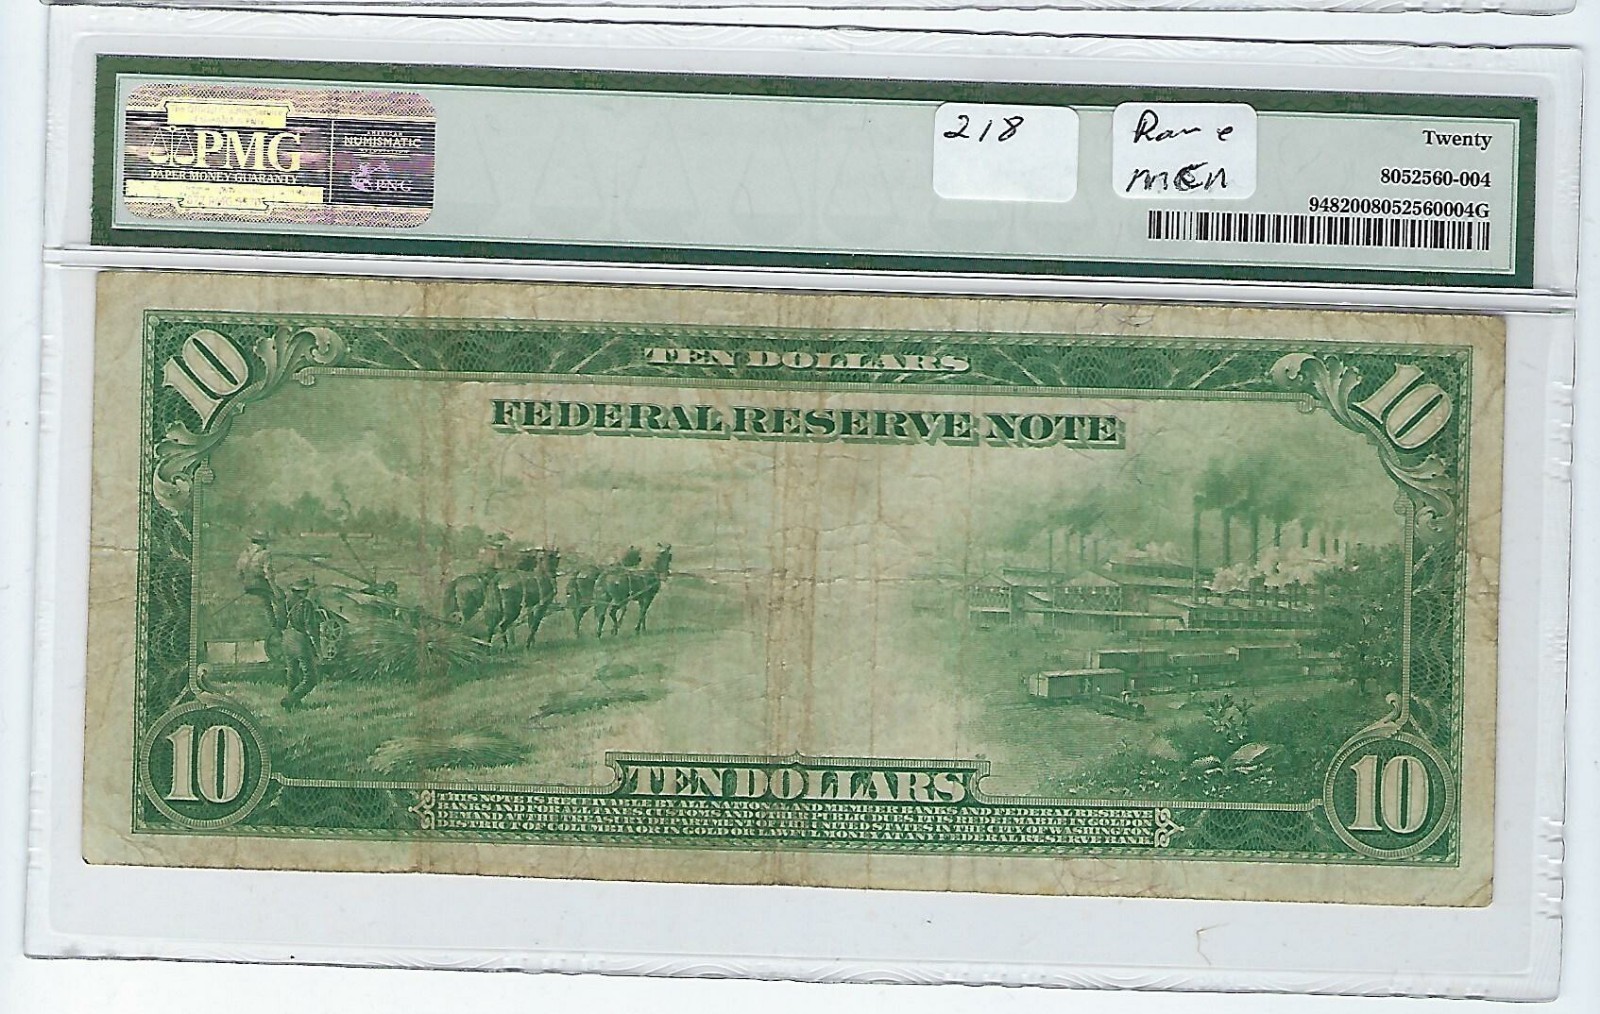 PMG
PAPER MONEY GUARANTY
AMERICAN
NUMISMATIC
PNG
218
Rare
men
Twenty
8052560-004
9482008052560004G
10
TEN DOLLARS
10
FEDERAL RESERVE NOTE
10
TEN DOLLARS
10
THIS NOTE IS RECEIVABLE BY ALL NATIONAL AND MEMBER BANKS AND FEDERAL RESERVE
BANKS AND FOR ALL TAXES, CUSTOMS AND OTHER PUBLIC DUES. IT IS REDEEMABLE IN GOLD ON
DEMAND AT THE TREASURY DEPARTMENT OF THE UNITED STATES IN THE CITY OF WASHINGTON,
DISTRICT OF COLUMBIA OR IN GOLD OR LAWFUL MONEY AT ANY FEDERAL RESERVE BANK.